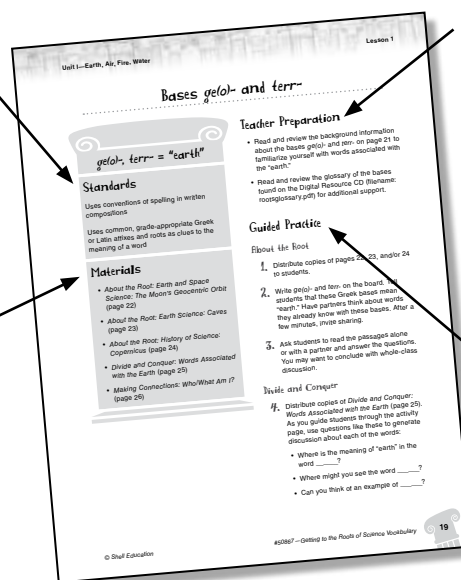 Unit I—Earth, Air, Fire, Water
Lesson 1
Bases ge(o)- and terr-
ge(o)-, terr- = "earth"
Standards
Uses conventions of spelling in written
compositions
Uses common, grade-appropriate Greek
or Latin affixes and roots as clues to the
meaning of a word
Materials
• About the Root: Earth and Space
Science: The Moon's Geocentric Orbit
(page 22)
• About the Root: Earth Science: Caves
(page 23)
• About the Root: History of Science:
Copernicus (page 24)
• Divide and Conquer: Words Associated
with the Earth (page 25)
• Making Connections: Who/What Am I?
(page 26)
Teacher Preparation
• Read and review the background information
about the bases ge(o)- and terr- on page 21 to
familiarize yourself with words associated with
the "earth."
• Read and review the glossary of the bases
found on the Digital Resource CD (filename:
rootsglossary.pdf) for additional support.
Guided Practice
About the Root
1. Distribute copies of pages 22, 23, and/or 24
to students.
2. Write ge(o)- and terr- on the board. Tell
students that these Greek bases mean
"earth." Have partners think about words
they already know with these bases. After a
few minutes, invite sharing.
3. Ask students to read the passages alone
or with a partner and answer the questions.
You may want to conclude with whole-class
discussion.
Divide and Conquer
4. Distribute copies of Divide and Conquer:
Words Associated with the Earth (page 25).
As you guide students through the activity
page, use questions like these to generate
discussion about each of the words:
• Where is the meaning of "earth" in the
word ______?
• Where might you see the word ______?
• Can you think of an example of ______?
© Shell Education
#50867—Getting to the Roots of Science Vocabulary
19